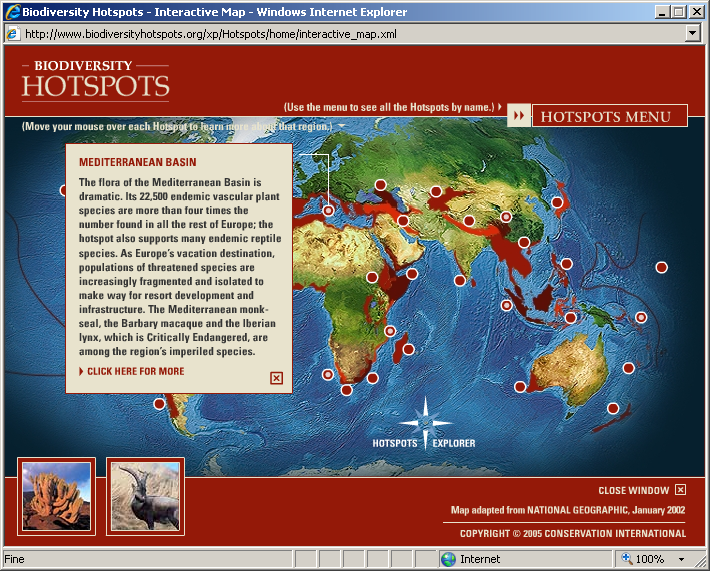 Biodiversity Hotspots - Interactive Map - Windows Internet Explorer
http://www.biodiversityhotspots.org/xp/Hotspots/home/interactive_map.xml
BIODIVERSITY
HOTSPOTS
(Use the menu to see all the Hotspots by name.)
HOTSPOTS MENU
(Move your mouse over each Hotspot to learn more about that region.)
MEDITERRANEAN BASIN
The flora of the Mediterranean Basin is
dramatic. Its 22,500 endemic vascular plant
species are more than four times the
number found in all the rest of Europe; the
hotspot also supports many endemic reptile
species. As Europe's vacation destination,
populations of threatened species are
increasingly fragmented and isolated to
make way for resort development and
infrastructure. The Mediterranean monk-
seal, the Barbary macaque and the Iberian
lynx, which is Critically Endangered, are
among the region's imperiled species.
CLICK HERE FOR MORE
HOTSPOTS EXPLORER
CLOSE WINDOW
Map adapted from NATIONAL GEOGRAPHIC, January 2002
COPYRIGHT © 2005 CONSERVATION INTERNATIONAL
Fine
Internet
100%